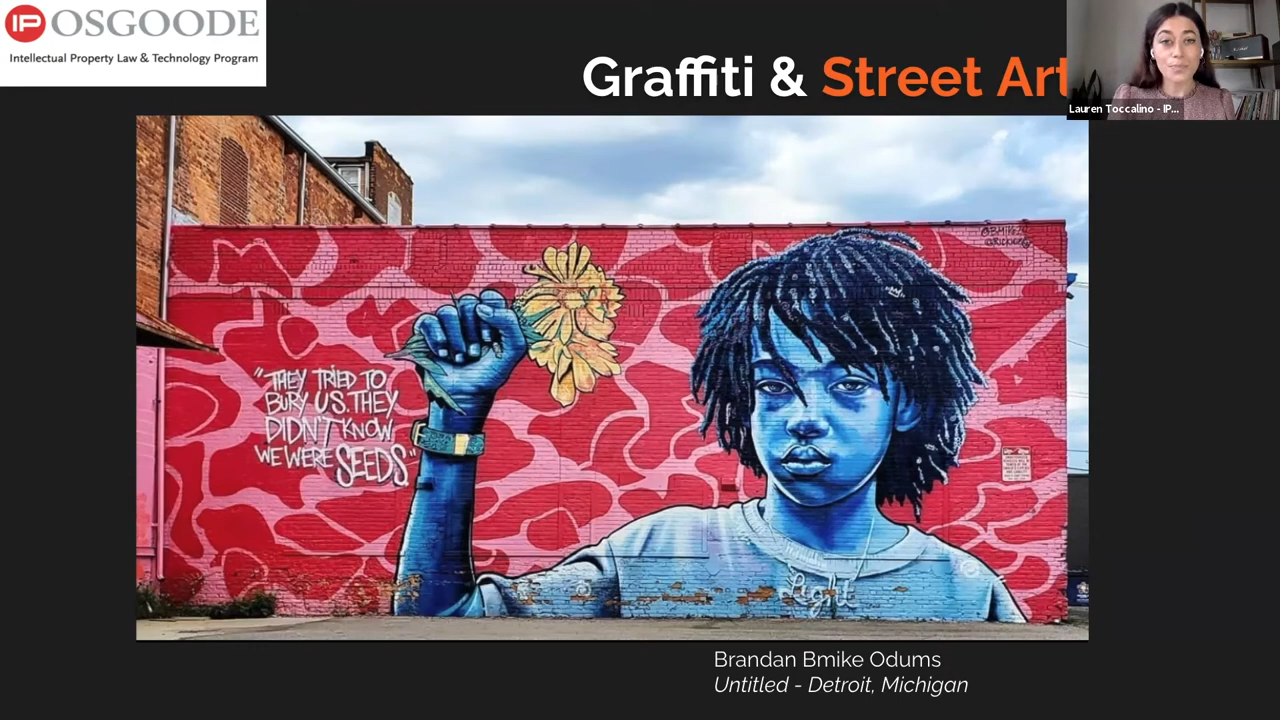 IP OSGOODE
Intellectual Property Law & Technology Program
Graffiti & Street Art
Lauren Toccalino - IP...
"THEY TRIED TO
BURY US. THEY
DIDN'T KNOW
WE WERE SEEDS."
Light
Brandan Bmike Odums
Untitled - Detroit, Michigan